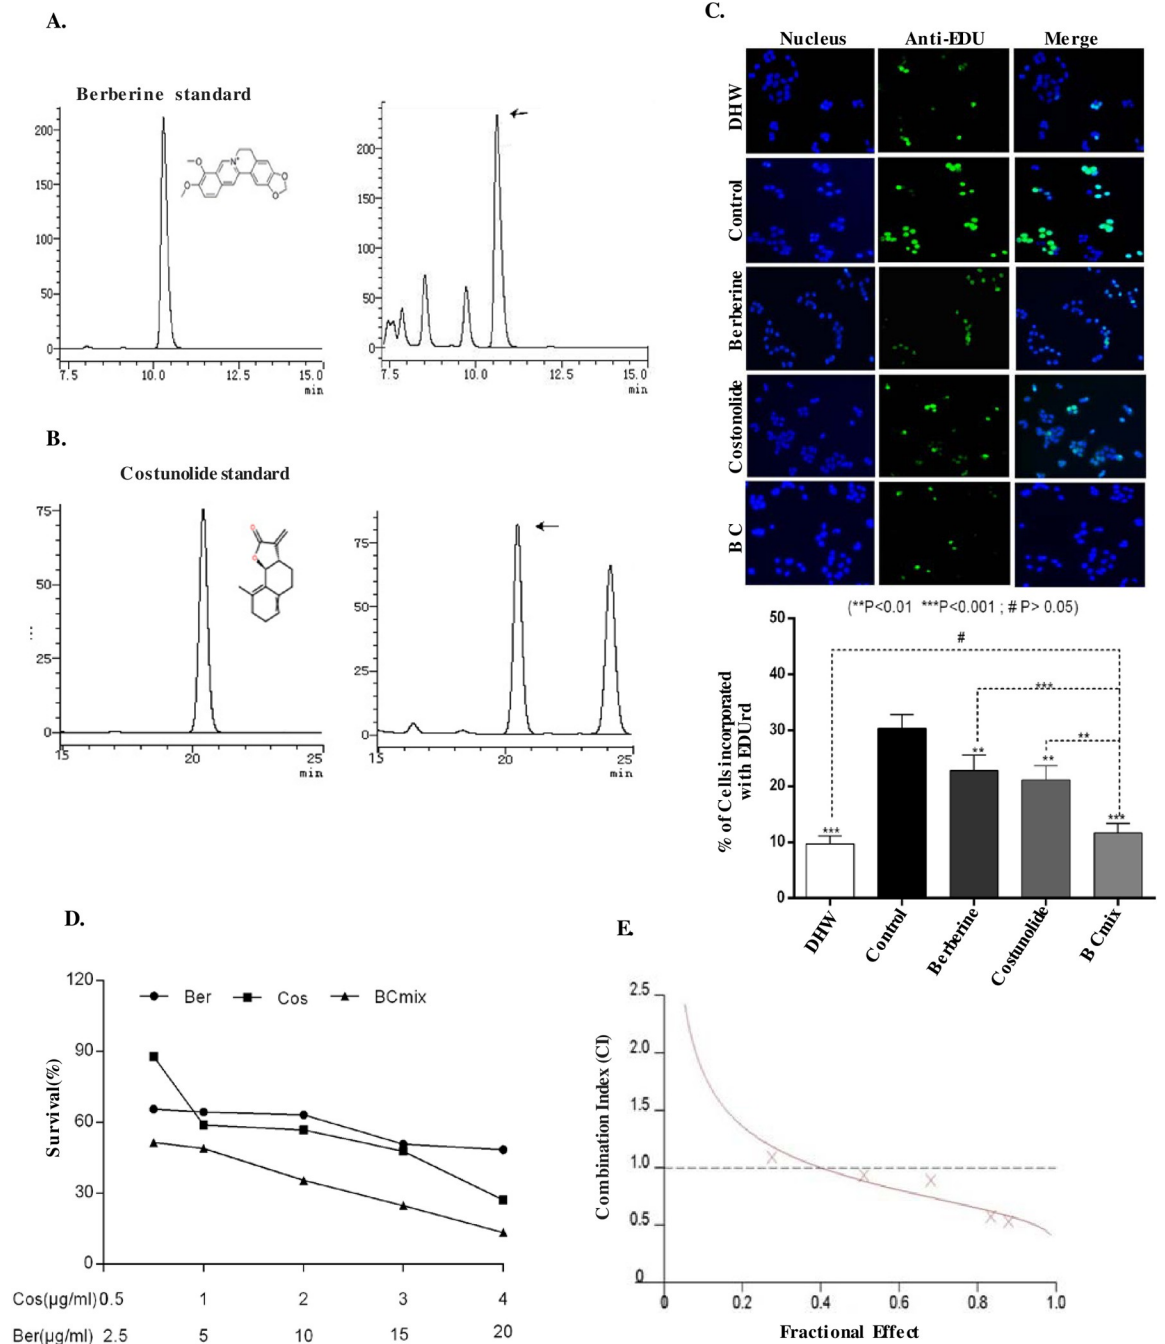 A.
Berberine standard
200
150
100
50
0
7.5 10.0 12.5 15.0
min
O
O
N+
O
O
200
150
100
50
0
7.5 10.0 12.5 15.0
min
B.
Costunolide standard
75
50
25
0
15 20 25
min
O
O
75
50
25
0
15 20 25
min
C.
Nucleus Anti-EDU Merge
DHW
Control
Berberine
Costonolide
B C
(**P<0.01 ***P<0.001 ; # P> 0.05)
% of Cells incorporated
with EDUrd
50
40
30
20
10
0
#
***
**
*** ** ** ***
DHW Control Berberine Costunolide B Cmix
D.
Survival(%)
120
90
60
30
0
Ber Cos BCmix
Cos(µg/ml) 0.5 1 2 3 4
Ber(µg/ml) 2.5 5 10 15 20
E.
Combination Index (CI)
2.5
2.0
1.5
1.0
0.5
0
0 0.2 0.4 0.6 0.8 1.0
Fractional Effect